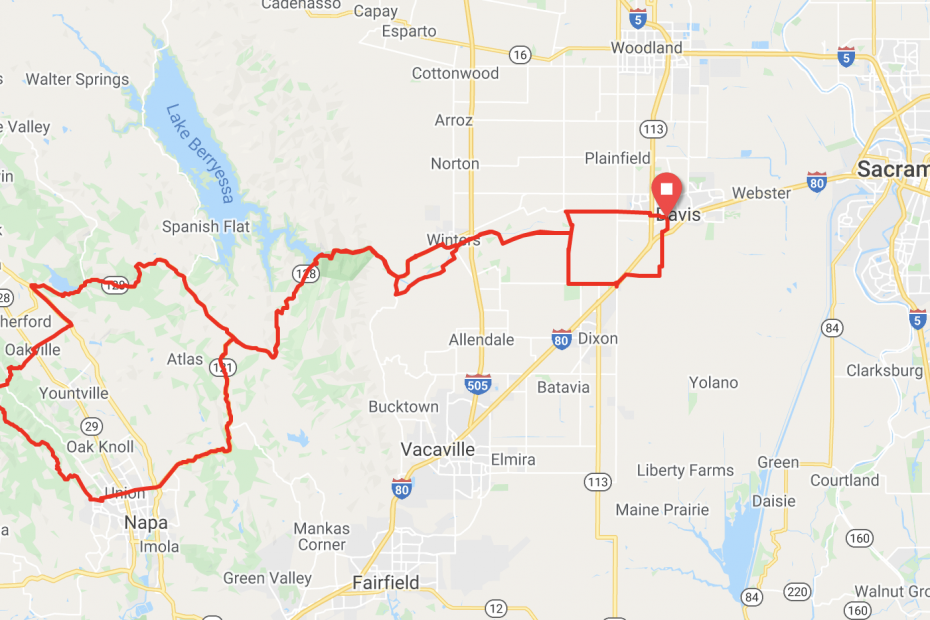 Cadenasso
Capay
Esparto
5
Woodland
16
5
Walter Springs
Cottonwood
Lake Berryessa
Arroz
113
e Valley
Norton
Plainfield
80
Sacram
Webster
Davis
Spanish Flat
Winters
128
128
28
therford
5
84
Oakville
Allendale
80
Dixon
Atlas
121
Clarksburg
505
Batavia
Yolano
Yountville
Bucktown
29
Oak Knoll
Vacaville
Elmira
Green
Liberty Farms
80
113
Courtland
Union
Daisie
Maine Prairie
Napa
Mankas
Corner
160
Imola
Green Valley
Fairfield
84
220
Walnut Gro
12
160